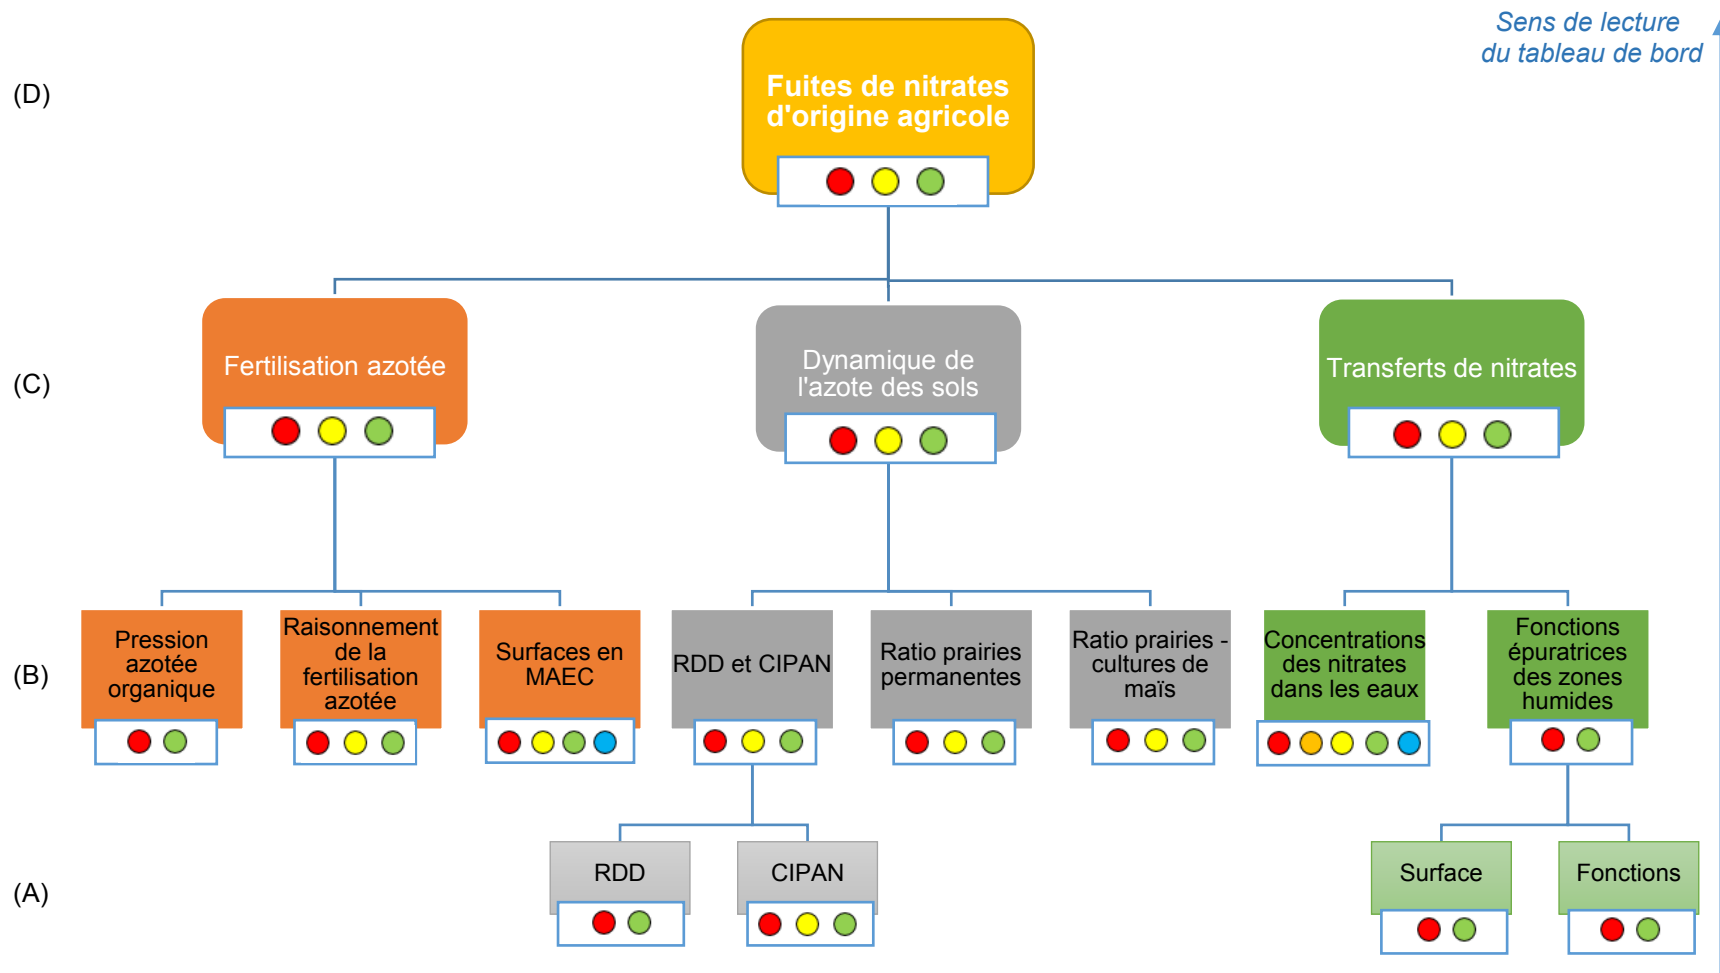 Sens de lecture
du tableau de bord
(D)
Fuites de nitrates
d'origine agricole
(C)
Fertilisation azotée
Dynamique de
l'azote des sols
Transferts de nitrates
(B)
Pression
azotée
organique
Raisonnement
de la
fertilisation
azotée
Surfaces en
MAEC
RDD et CIPAN
Ratio prairies
permanentes
Ratio prairies -
cultures de
maïs
Concentrations
des nitrates
dans les eaux
Fonctions
épuratrices
des zones
humides
(A)
RDD
CIPAN
Surface
Fonctions